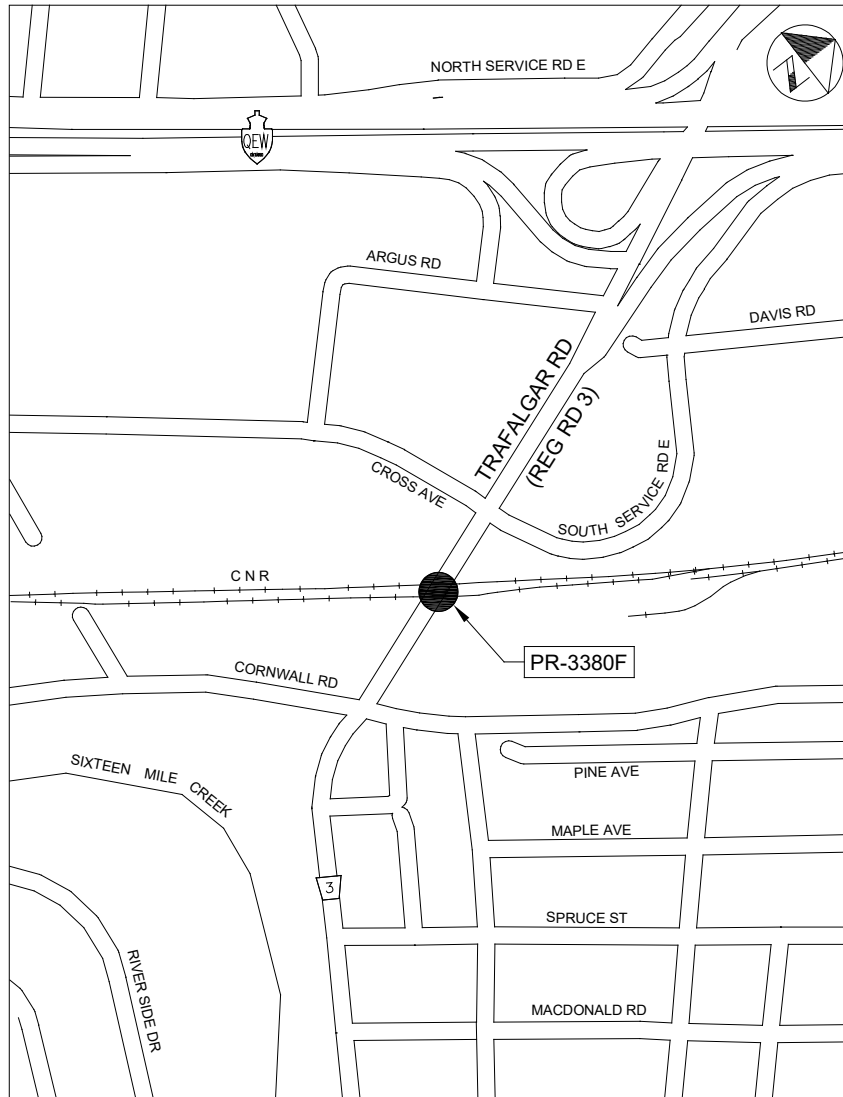 NORTH SERVICE RD E
QEW
ARGUS RD
DAVIS RD
TRAFALGAR RD
(REG RD 3)
CROSS AVE
SOUTH SERVICE RD E
CNR
PR-3380F
CORNWALL RD
SIXTEEN MILE CREEK
PINE AVE
MAPLE AVE
3
SPRUCE ST
RIVER SIDE DR
MACDONALD RD